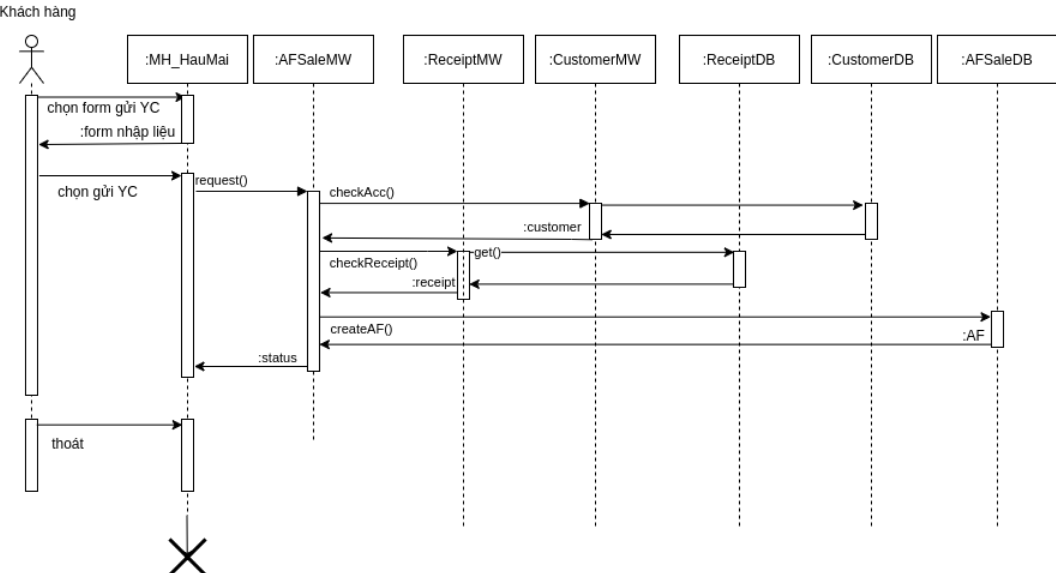 Khách hàng
:MH_HauMai
:AFSaleMW
:ReceiptMW
:CustomerMW
:ReceiptDB
:CustomerDB
:AFSaleDB
chọn form gửi YC
:form nhập liệu
chọn gửi YC
request()
checkAcc()
:customer
checkReceipt()
get()
:receipt
createAF()
:AF
:status
thoát